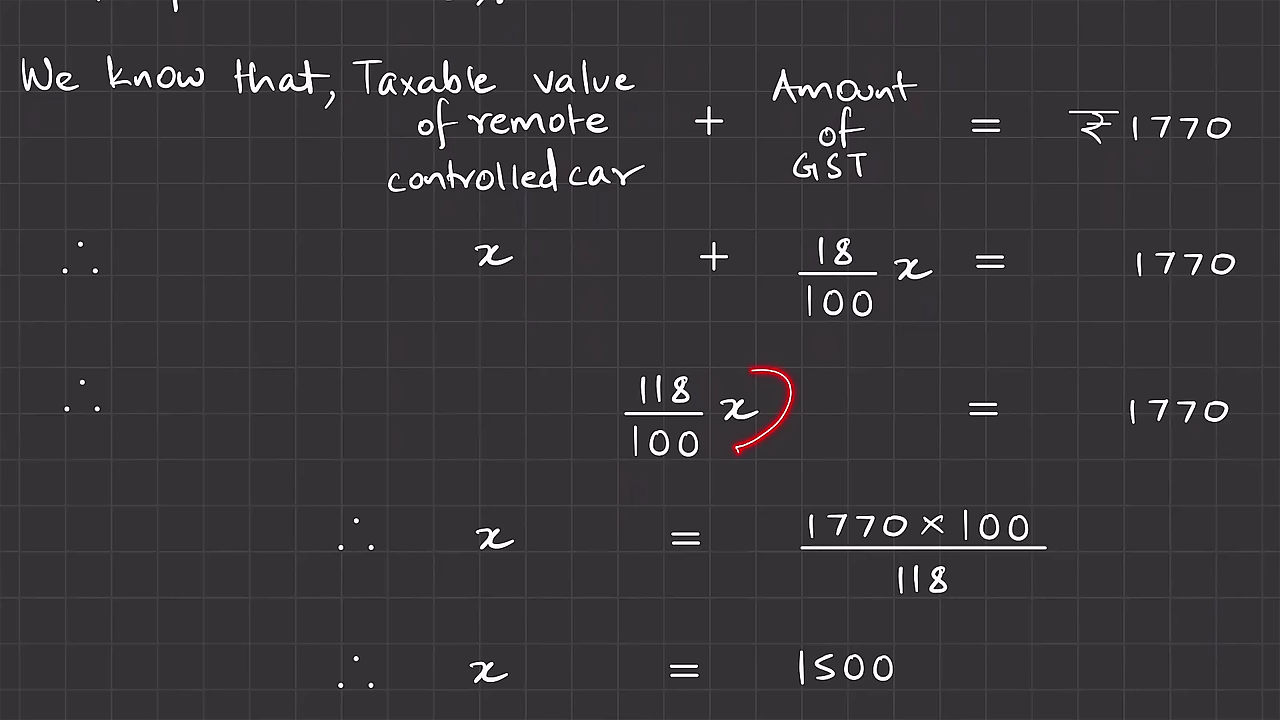 We know that, Taxable value of remote controlled car + Amount of GST = ₹1770
∴ x + 18/100 x = 1770
∴ 118/100 x = 1770
∴ x = 1770 × 100 / 118
∴ x = 1500